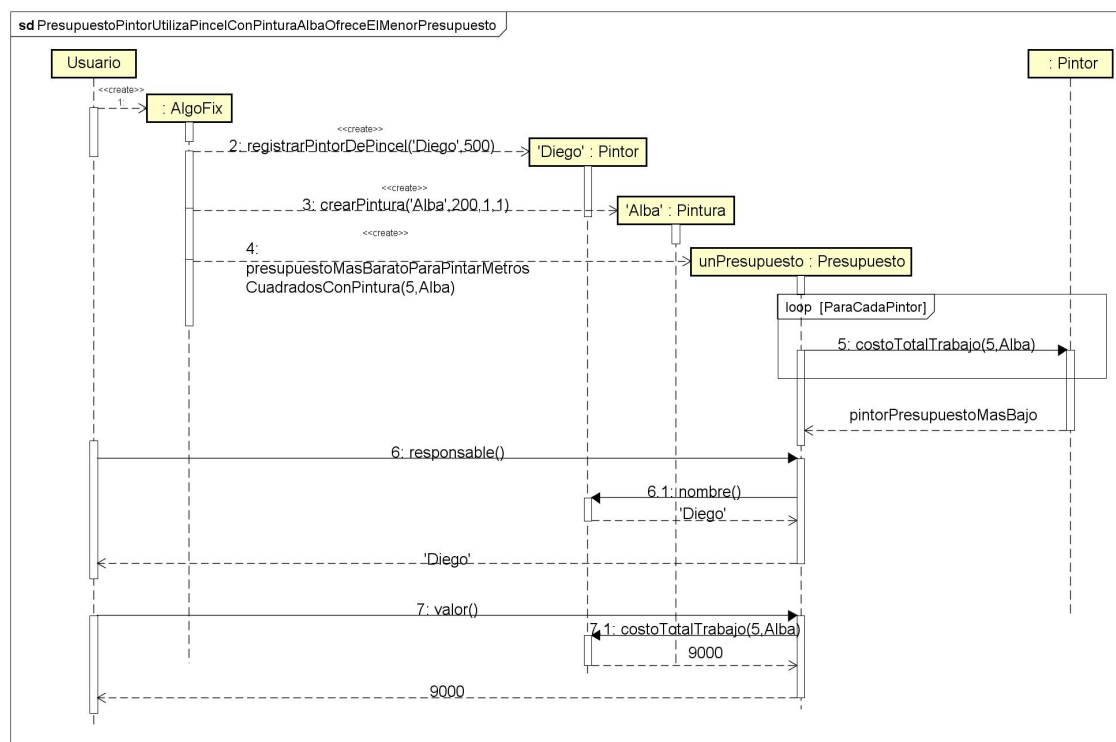 sd PresupuestoPintorUtilizaPincelConPinturaAlbaOfreceElMenorPresupuesto
Usuario
: Pintor
<<create>>
1:
: AlgoFix
<<create>>
2: registrarPintorDePincel('Diego',500)
'Diego' : Pintor
<<create>>
3: crearPintura('Alba',200,1,1)
'Alba' : Pintura
<<create>>
4:
presupuestoMasBaratoParaPintarMetros
CuadradosConPintura(5,Alba)
unPresupuesto : Presupuesto
loop [ParaCadaPintor]
5: costoTotalTrabajo(5,Alba)
pintorPresupuestoMasBajo
6: responsable()
6.1: nombre()
'Diego'
'Diego'
7: valor()
7.1: costoTotalTrabajo(5,Alba)
9000
9000